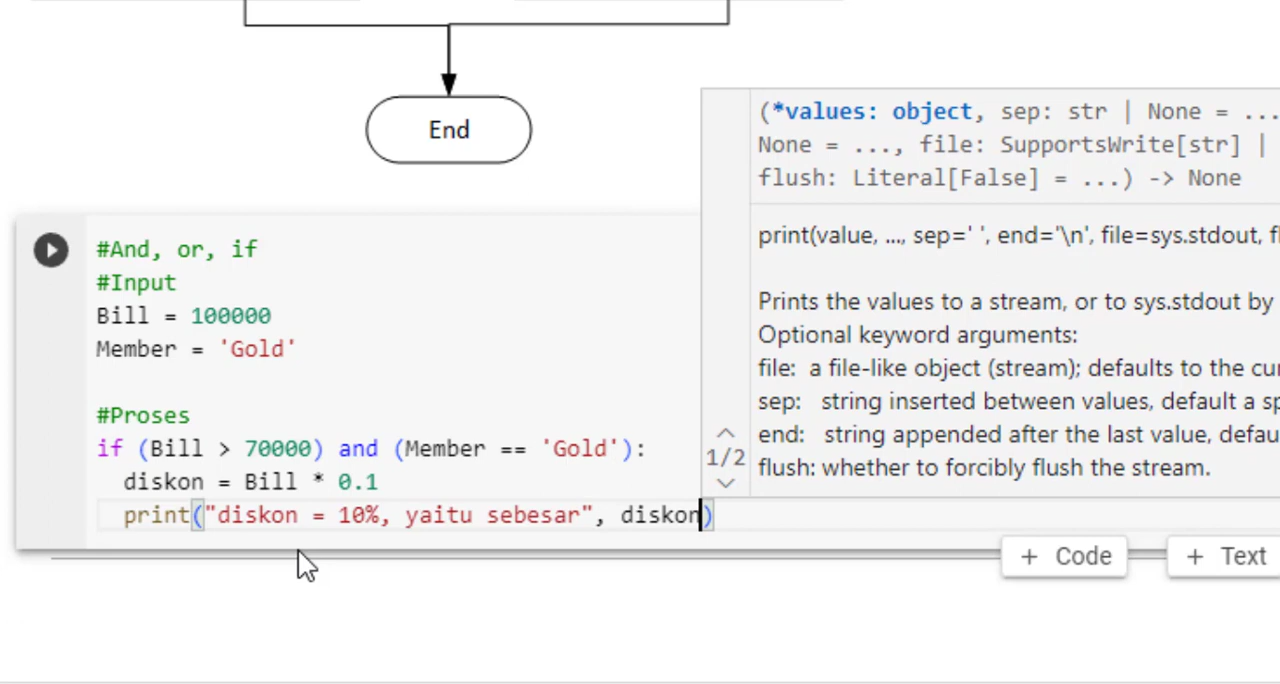 End
(*values: object, sep: str | None = ...
None = ..., file: SupportsWrite[str] |
flush: Literal[False] = ...) -> None
print(value, ..., sep=' ', end='\n', file=sys.stdout, fl
Prints the values to a stream, or to sys.stdout by
Optional keyword arguments:
file: a file-like object (stream); defaults to the cur
sep: string inserted between values, default a sp
end: string appended after the last value, defau
flush: whether to forcibly flush the stream.
1/2
#And, or, if
#Input
Bill = 100000
Member = 'Gold'
#Proses
if (Bill > 70000) and (Member == 'Gold'):
diskon = Bill * 0.1
print("diskon = 10%, yaitu sebesar", diskon)
+ Code
+ Text